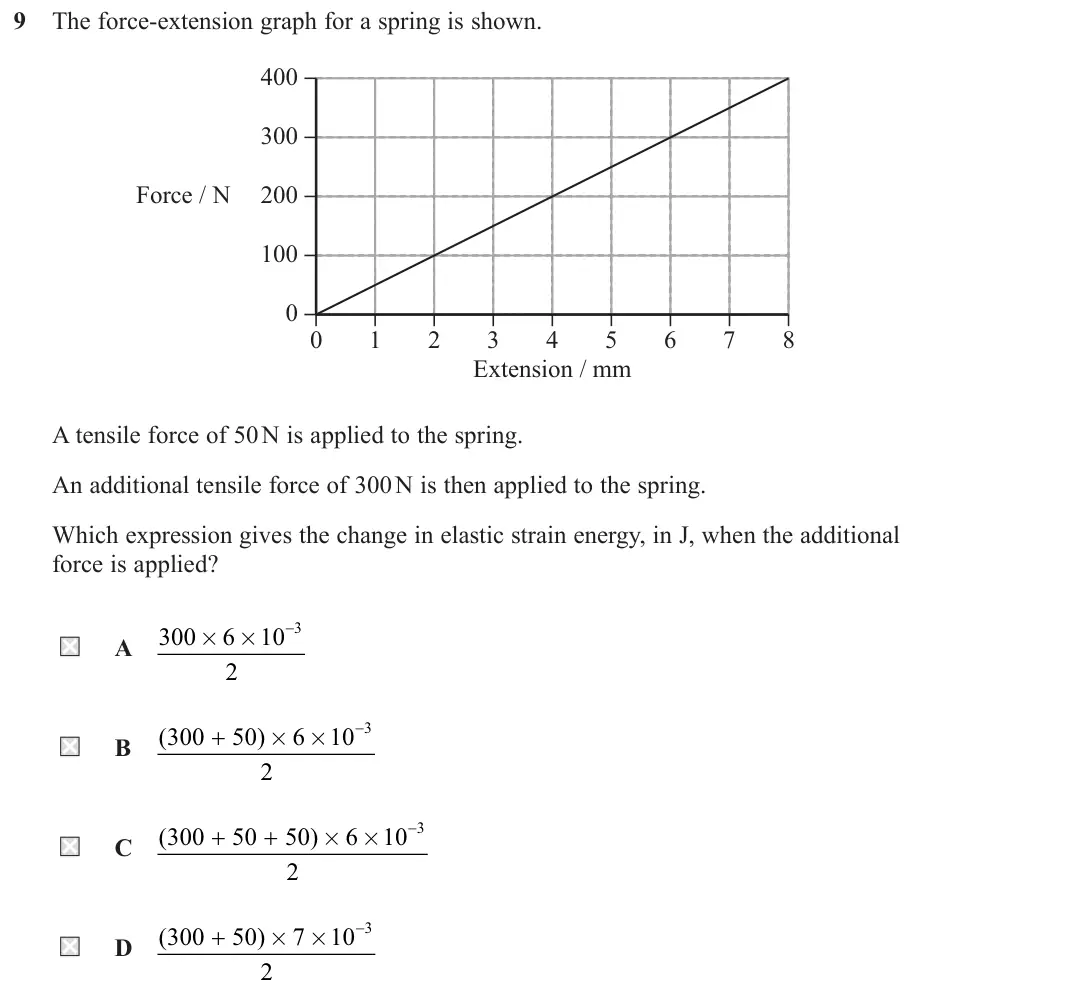 9 The force-extension graph for a spring is shown.
400
300
Force / N 200
100
0
0 1 2 3 4 5 6 7 8
Extension / mm
A tensile force of 50 N is applied to the spring.
An additional tensile force of 300 N is then applied to the spring.
Which expression gives the change in elastic strain energy, in J, when the additional
force is applied?
A 300 × 6 × 10⁻³
2
B (300 + 50) × 6 × 10⁻³
2
C (300 + 50 + 50) × 6 × 10⁻³
2
D (300 + 50) × 7 × 10⁻³
2